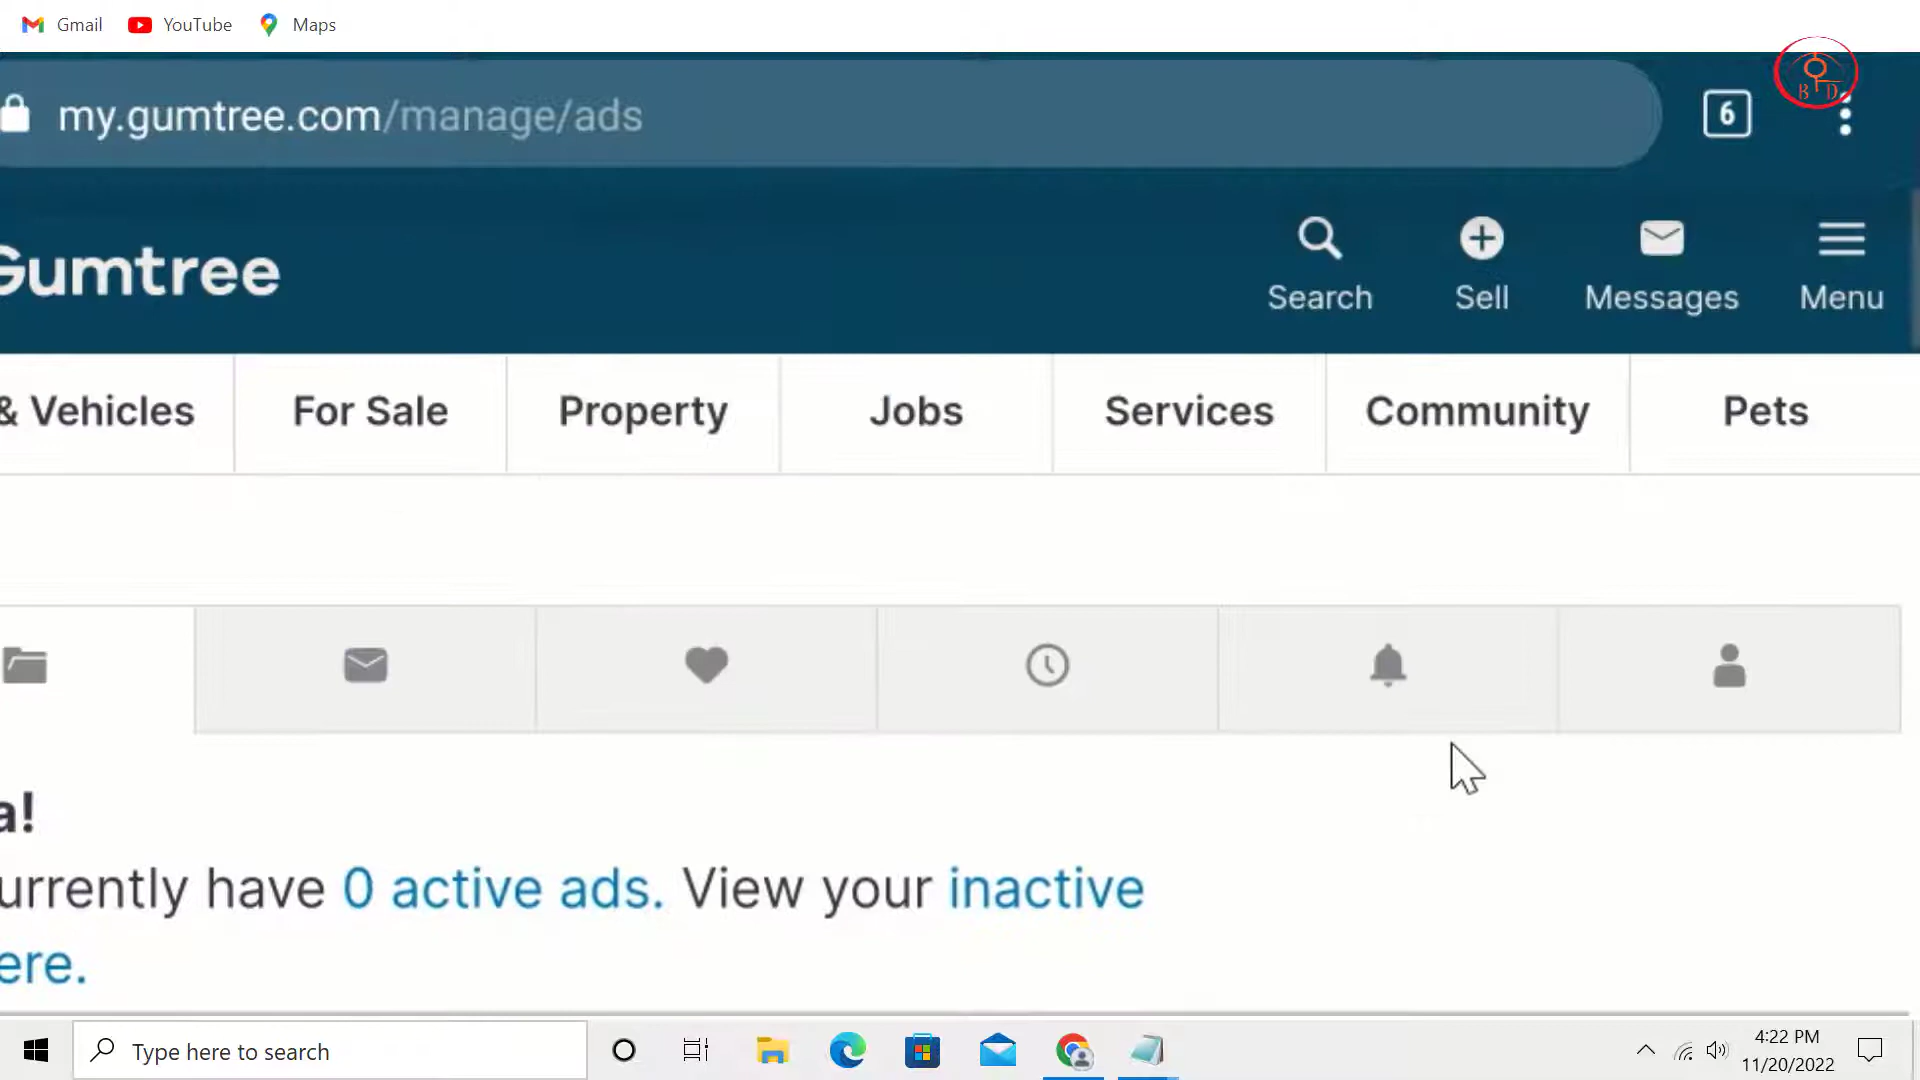 Gmail YouTube Maps
my.gumtree.com/manage/ads 6
B D
Gumtree
Search Sell Messages Menu
& Vehicles For Sale Property Jobs Services Community Pets
a!
urrently have 0 active ads. View your inactive
ere.
Type here to search
4:22 PM
11/20/2022